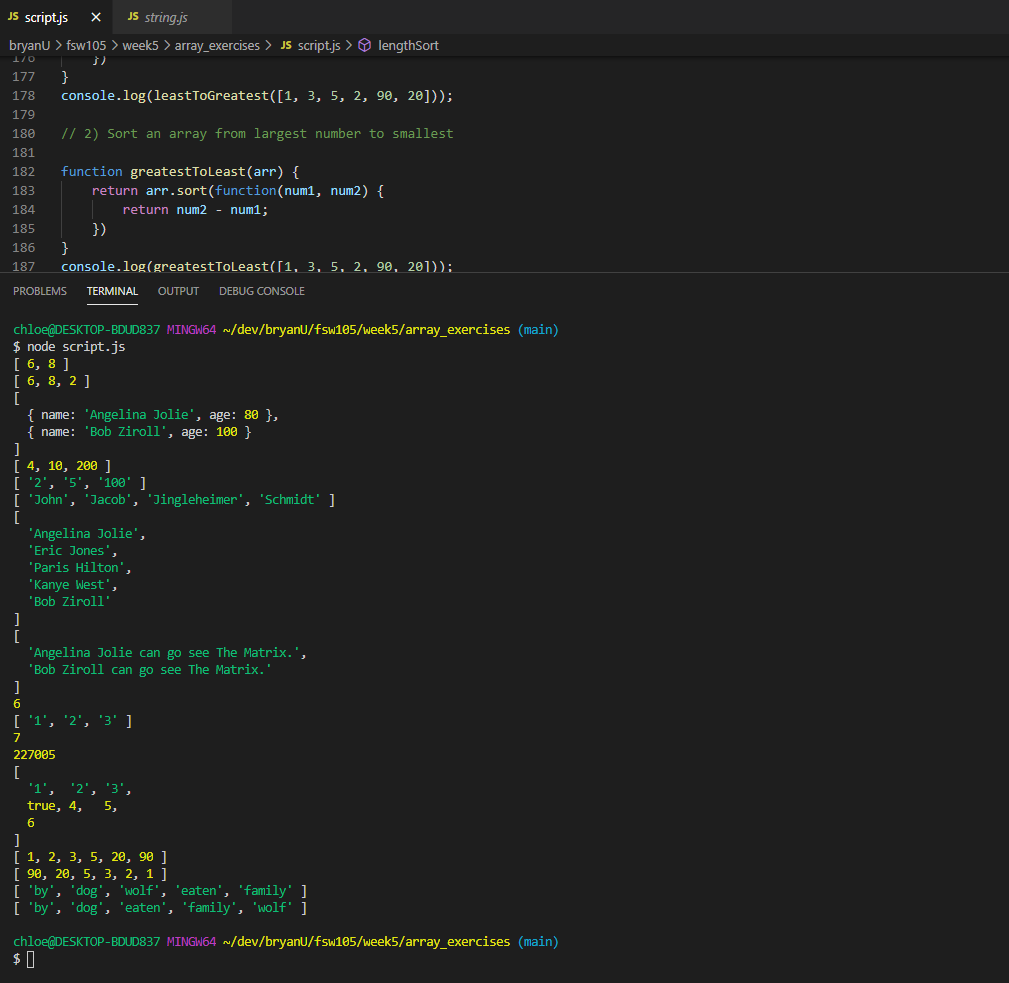 JS script.js × JS string.js
bryanU > fsw105 > week5 > array_exercises > JS script.js > lengthSort
176 })
177 }
178 console.log(leastToGreatest([1, 3, 5, 2, 90, 20]));
179
180 // 2) Sort an array from largest number to smallest
181
182 function greatestToLeast(arr) {
183 return arr.sort(function(num1, num2) {
184 return num2 - num1;
185 })
186 }
187 console.log(greatestToLeast([1, 3, 5, 2, 90, 20]));
PROBLEMS TERMINAL OUTPUT DEBUG CONSOLE
chloe@DESKTOP-BDUD837 MINGW64 ~/dev/bryanU/fsw105/week5/array_exercises (main)
$ node script.js
[ 6, 8 ]
[ 6, 8, 2 ]
[
{ name: 'Angelina Jolie', age: 80 },
{ name: 'Bob Ziroll', age: 100 }
]
[ 4, 10, 200 ]
[ '2', '5', '100' ]
[ 'John', 'Jacob', 'Jingleheimer', 'Schmidt' ]
[
'Angelina Jolie',
'Eric Jones',
'Paris Hilton',
'Kanye West',
'Bob Ziroll'
]
[
'Angelina Jolie can go see The Matrix.',
'Bob Ziroll can go see The Matrix.'
]
6
[ '1', '2', '3' ]
7
227005
[
'1', '2', '3',
true, 4, 5,
6
]
[ 1, 2, 3, 5, 20, 90 ]
[ 90, 20, 5, 3, 2, 1 ]
[ 'by', 'dog', 'wolf', 'eaten', 'family' ]
[ 'by', 'dog', 'eaten', 'family', 'wolf' ]
chloe@DESKTOP-BDUD837 MINGW64 ~/dev/bryanU/fsw105/week5/array_exercises (main)
$